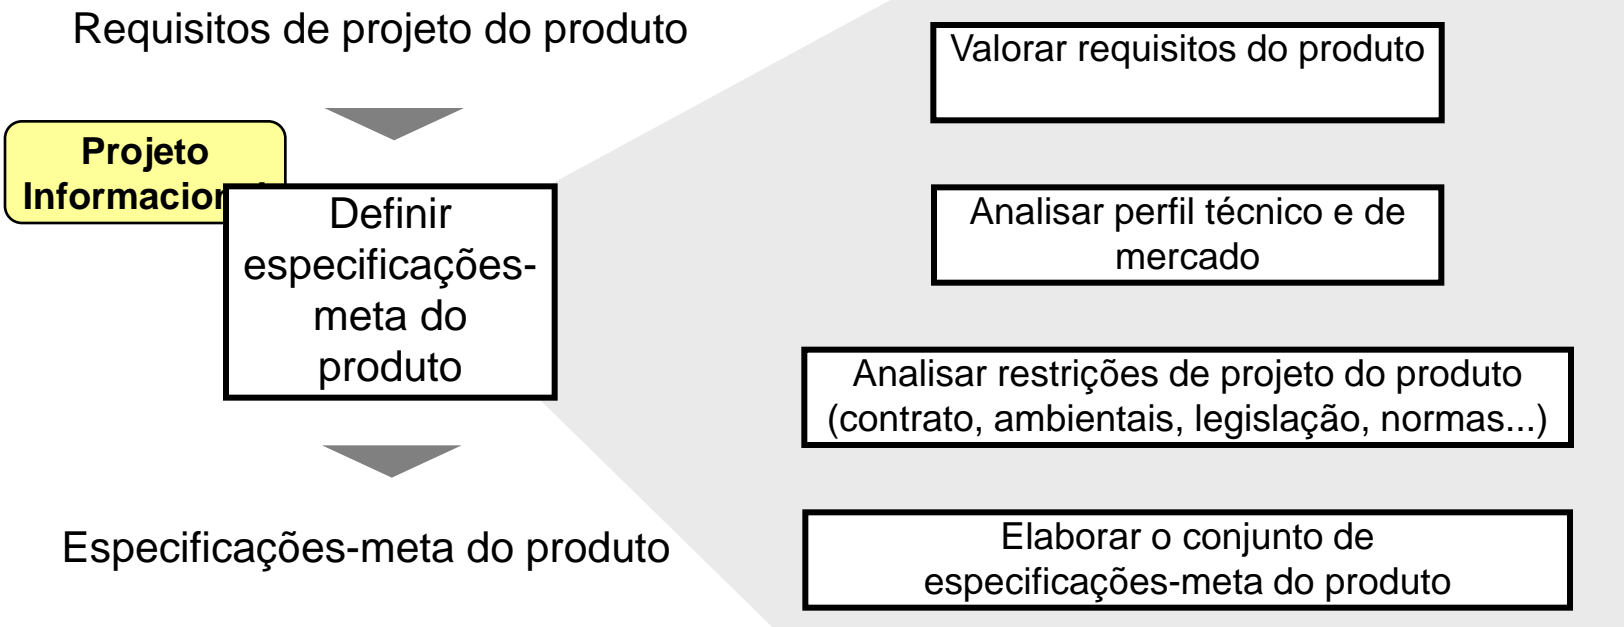 Requisitos de projeto do produto
Projeto
Informacional
Definir
especificações-
meta do
produto
Especificações-meta do produto
Valorar requisitos do produto
Analisar perfil técnico e de
mercado
Analisar restrições de projeto do produto
(contrato, ambientais, legislação, normas...)
Elaborar o conjunto de
especificações-meta do produto